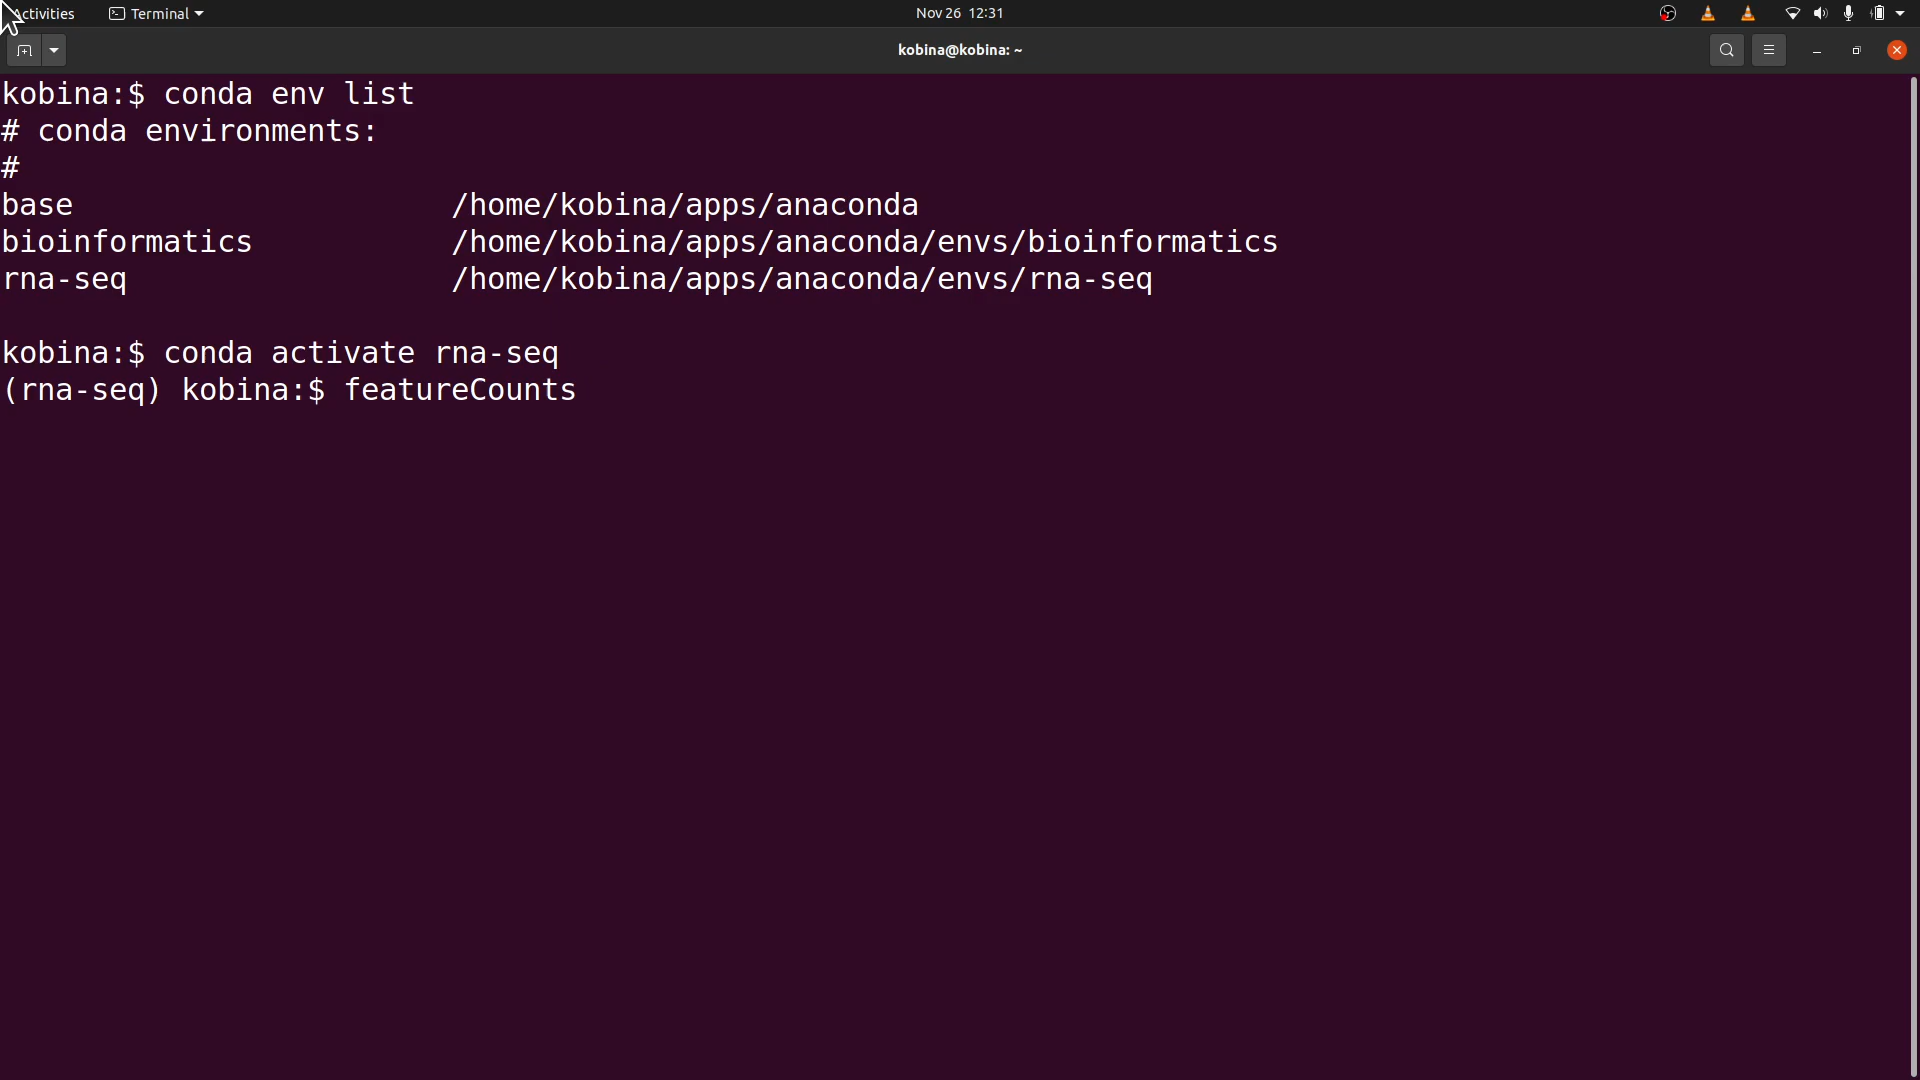 Activities Terminal Nov 26 12:31
kobina@kobina: ~
kobina:$ conda env list
# conda environments:
#
base                     /home/kobina/apps/anaconda
bioinformatics           /home/kobina/apps/anaconda/envs/bioinformatics
rna-seq                  /home/kobina/apps/anaconda/envs/rna-seq
kobina:$ conda activate rna-seq
(rna-seq) kobina:$ featureCounts